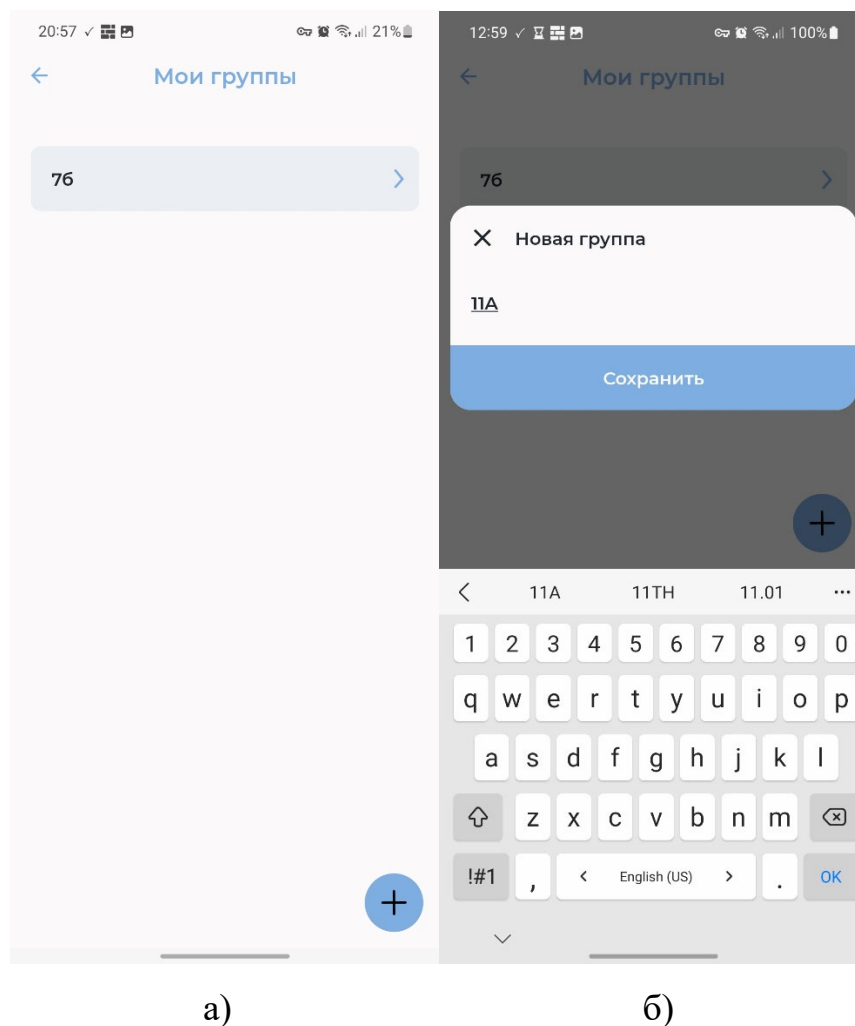 20:57 21%
Мои группы
7б
12:59 100%
Мои группы
7б
Новая группа
11A
Сохранить
11A 11TH 11.01 ...
1 2 3 4 5 6 7 8 9 0
q w e r t y u i o p
a s d f g h j k l
z x c v b n m
!#1 , English (US) . OK
а)
б)